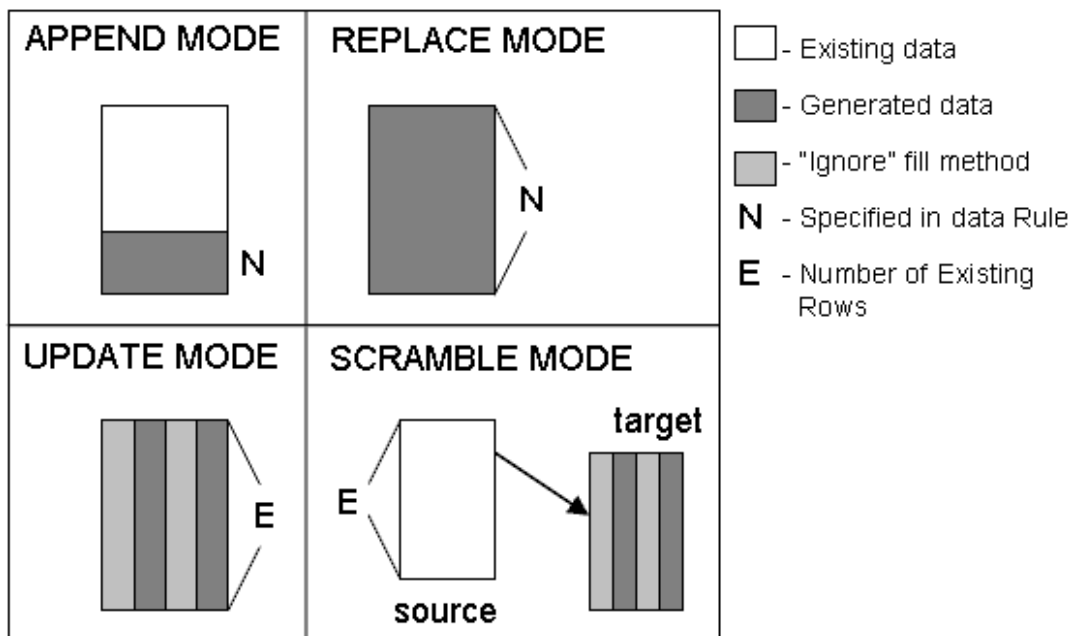 APPEND MODE
N
REPLACE MODE
N
UPDATE MODE
E
SCRAMBLE MODE
target
E
source
- Existing data
- Generated data
- "Ignore" fill method
N - Specified in data Rule
E - Number of Existing
Rows